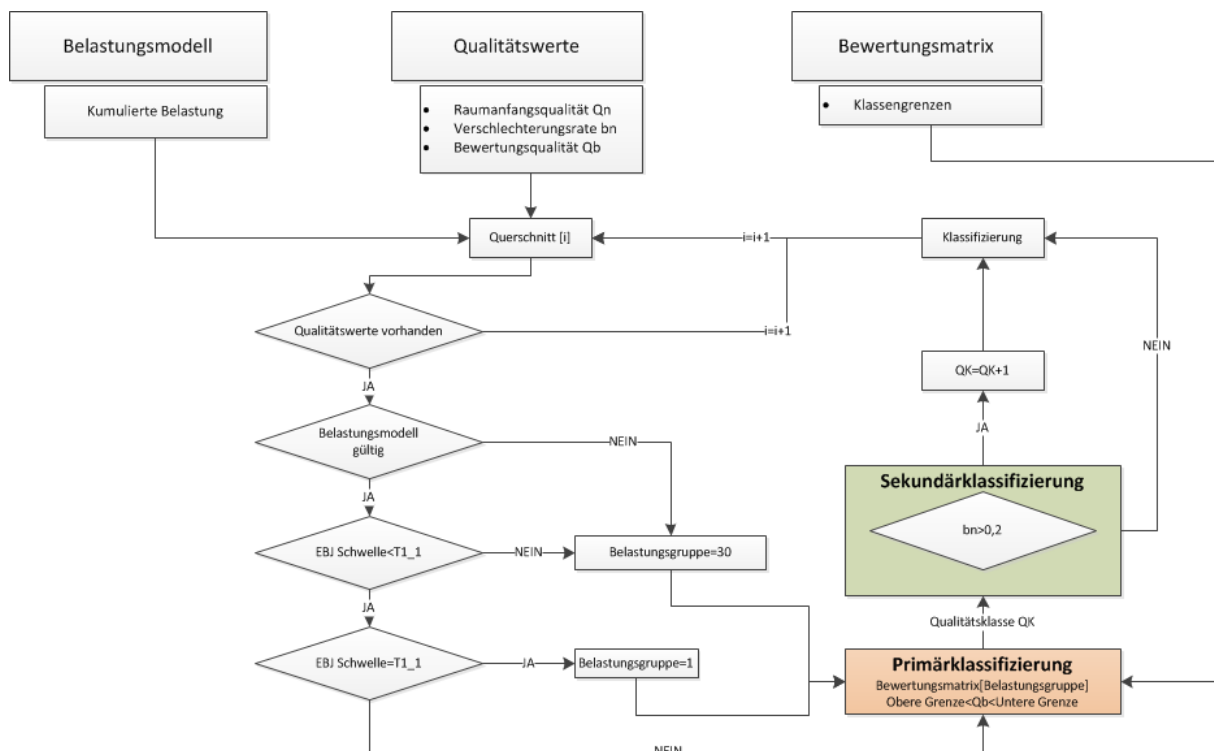 Belastungsmodell
Qualitätswerte
Bewertungsmatrix
Kumulierte Belastung
• Raumanfangsqualität Qn
• Verschlechterungsrate bn
• Bewertungsqualität Qb
• Klassengrenzen
Querschnitt [i]
i=i+1
Klassifizierung
Qualitätswerte vorhanden
i=i+1
NEIN
QK=QK+1
JA
Belastungsmodell
gültig
NEIN
JA
Sekundärklassifizierung
bn>0,2
JA
EBJ Schwelle<T1_1
NEIN
Belastungsgruppe=30
JA
Qualitätsklasse QK
EBJ Schwelle=T1_1
JA
Belastungsgruppe=1
Primärklassifizierung
Bewertungsmatrix[Belastungsgruppe]
Obere Grenze<Qb<Untere Grenze
NEIN